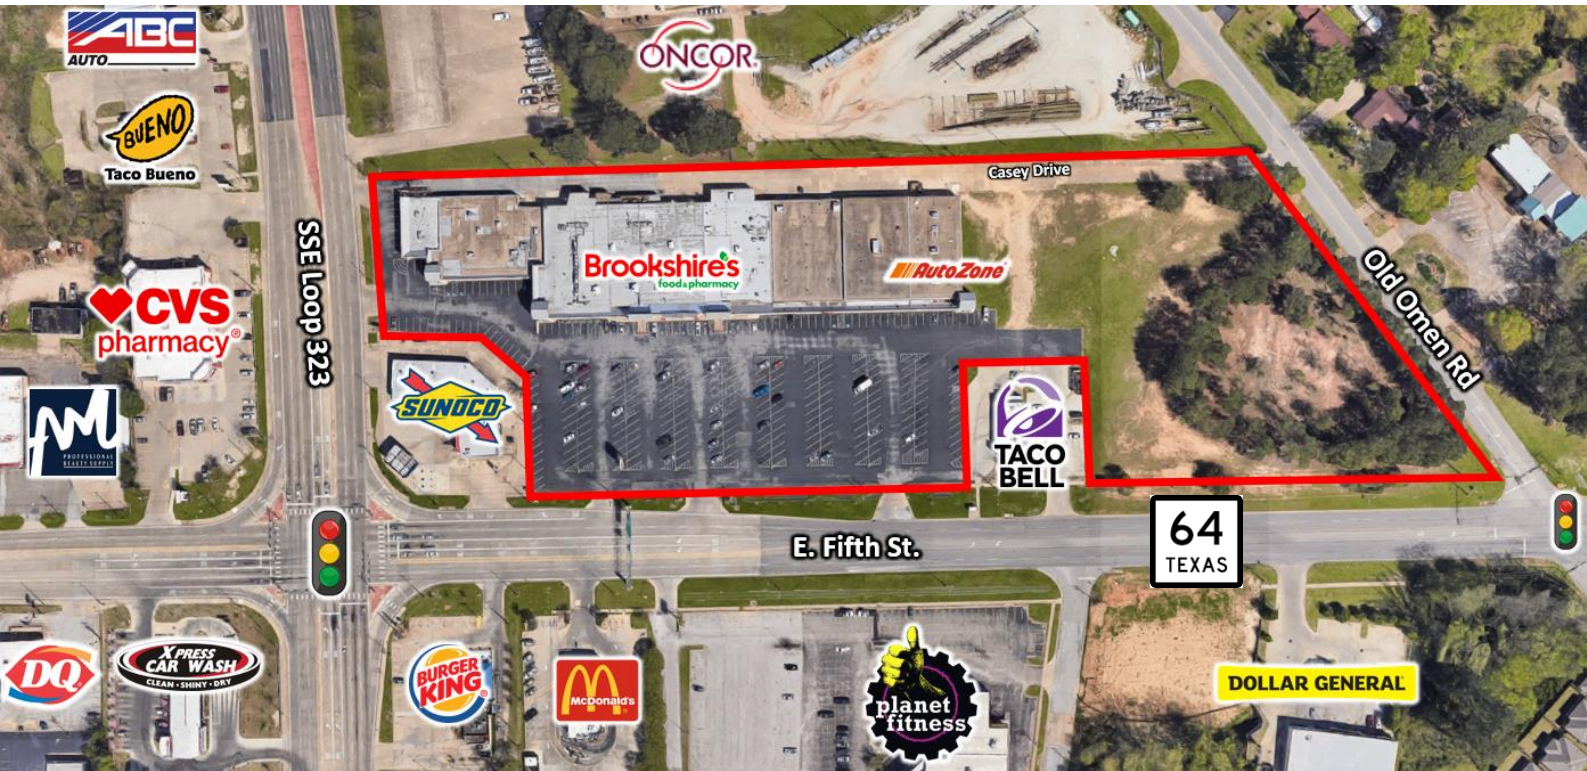 ABC
AUTO
ONCOR
BUENO
Taco Bueno
Casey Drive
SSE Loop 323
Brookshire's
food & pharmacy
AutoZone
Old Omen Rd
CVS
pharmacy
SUNOCO
TACO
BELL
PROFESSIONAL
BEAUTY SUPPLY
E. Fifth St.
64
TEXAS
DQ
XPRESS
CAR WASH
CLEAN • SHINY • DRY
BURGER
KING
McDonald's
planet
fitness
DOLLAR GENERAL